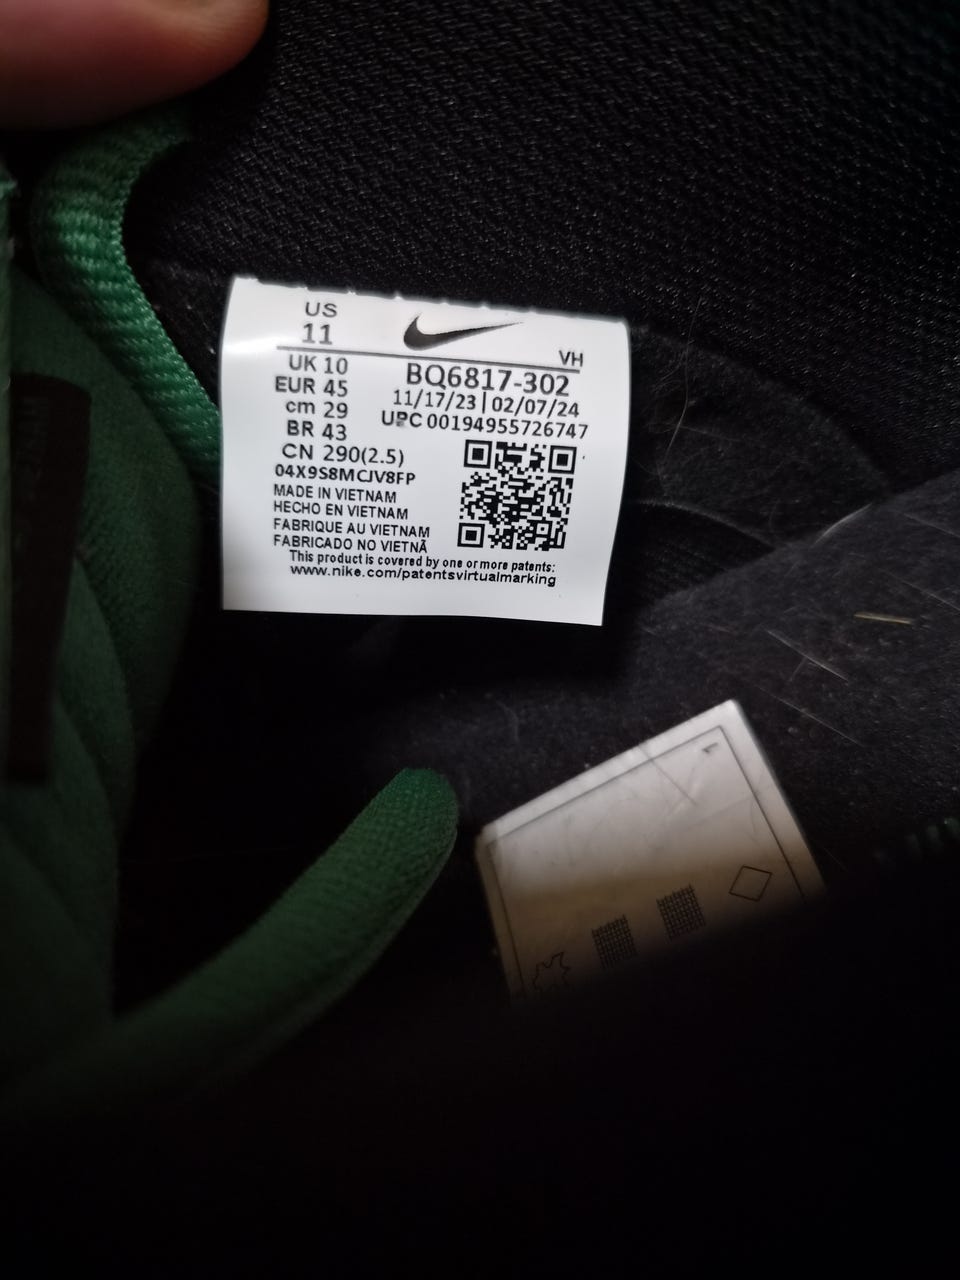 US
11
UK 10
EUR 45
cm 29
BR 43
CN 290(2.5)
04X9S8MCJV8FP
VH
BQ6817-302
11/17/23 | 02/07/24
UPC 00194955726747
MADE IN VIETNAM
HECHO EN VIETNAM
FABRIQUE AU VIETNAM
FABRICADO NO VIETNÃ
This product is covered by one or more patents:
www.nike.com/patentsvirtualmarking